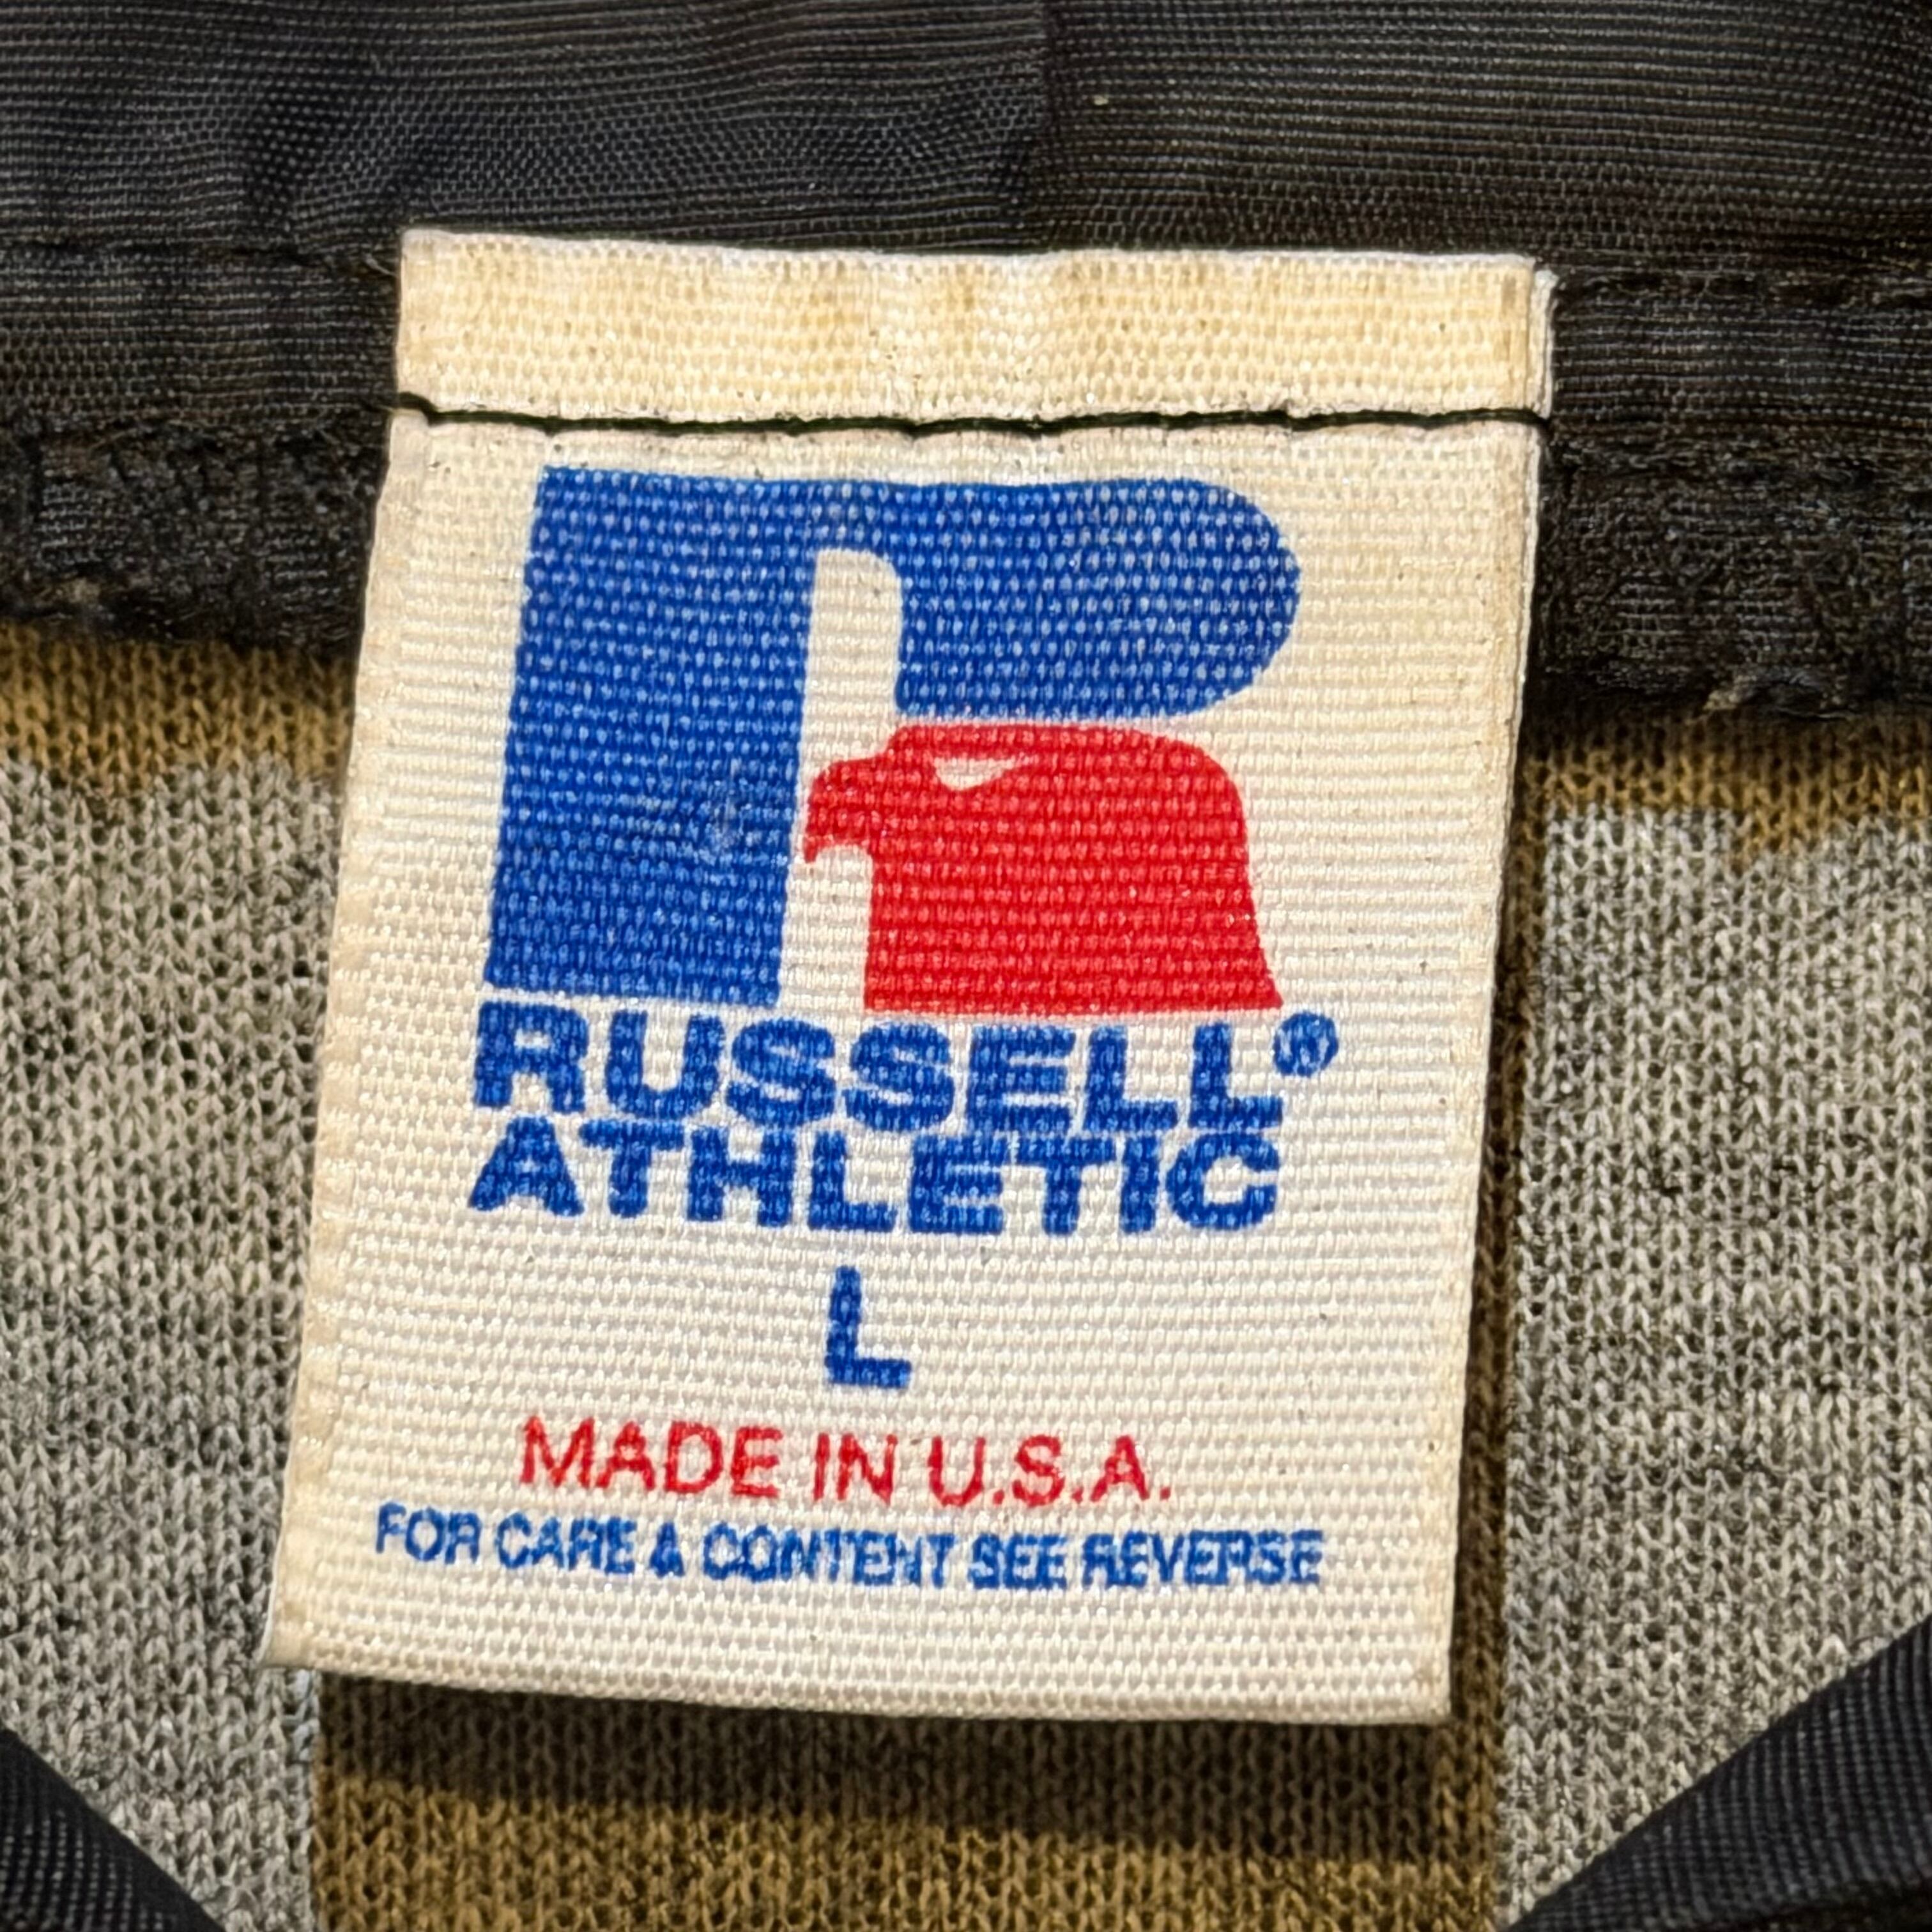 RUSSELL®
ATHLETIC
L
MADE IN U.S.A.
FOR CARE & CONTENT SEE REVERSE